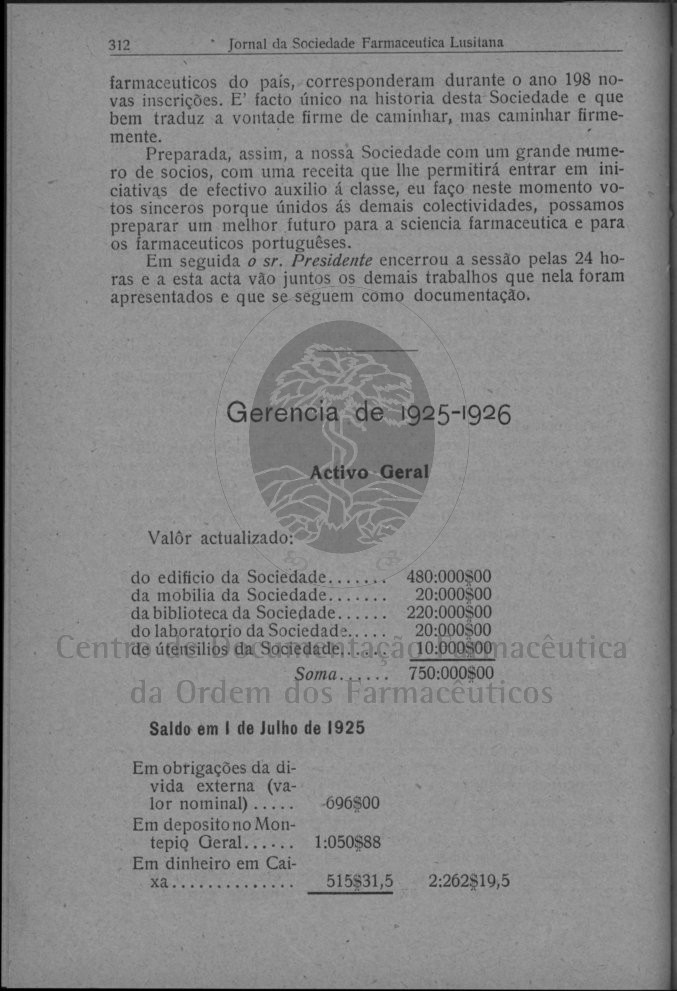 312 Jornal da Sociedade Farmaceutica Lusitana
farmaceuticos do país, corresponderam durante o ano 198 no-
vas inscrições. E' facto único na historia desta Sociedade e que
bem traduz a vontade firme de caminhar, mas caminhar firme-
mente.
Preparada, assim, a nossa Sociedade com um grande nume-
ro de socios, com uma receita que lhe permitirá entrar em ini-
ciativas de efectivo auxilio á classe, eu faço neste momento vo-
tos sinceros porque únidos ás demais colectividades, possamos
preparar um melhor futuro para a sciencia farmaceutica e para
os farmaceuticos portuguêses.
Em seguida o sr. Presidente encerrou a sessão pelas 24 ho-
ras e a esta acta vão juntos os demais trabalhos que nela foram
apresentados e que se seguem como documentação.
Gerencia de 1925-1926
Activo Geral
Valôr actualizado:
do edificio da Sociedade....... 480:000$00
da mobilia da Sociedade....... 20:000$00
da biblioteca da Sociedade...... 220:000$00
do laboratorio da Sociedade..... 20:000$00
de útensilios da Sociedade...... 10:000$00
Centro de Documentação Farmacêutica
Soma...... 750:000$00
da Ordem dos Farmacêuticos
Saldo em I de Julho de 1925
Em obrigações da di-
vida externa (va-
lor nominal) ..... 696$00
Em deposito no Mon-
tepio Geral...... 1:050$88
Em dinheiro em Cai-
xa.............. 515$31,5 2:262$19,5